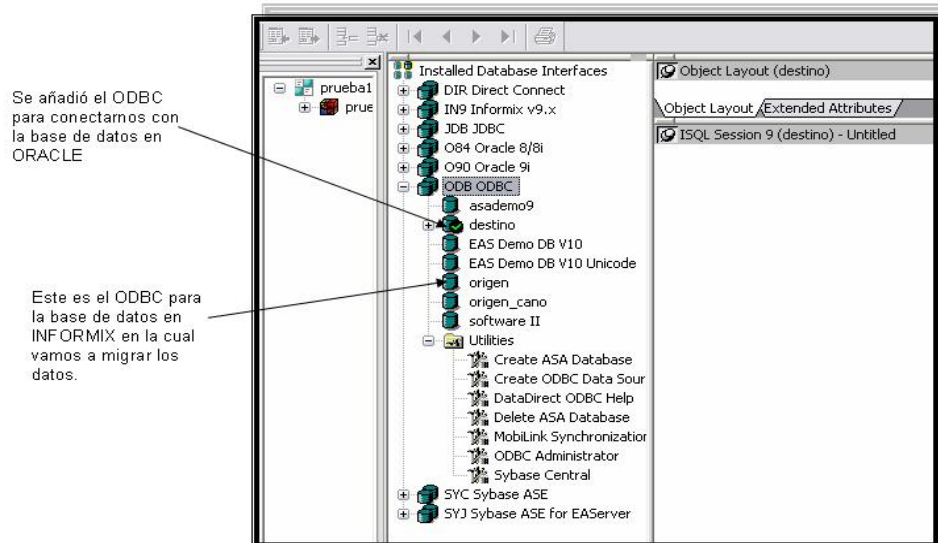 Se añadió el ODBC
para conectarnos con
la base de datos en
ORACLE
Este es el ODBC para
la base de datos en
INFORMIX en la cual
vamos a migrar los
datos.
prueba1
prue
Installed Database Interfaces
DIR Direct Connect
IN9 Informix v9.x
JDB JDBC
O84 Oracle 8/8i
O90 Oracle 9i
ODB ODBC
asademo9
destino
EAS Demo DB V10
EAS Demo DB V10 Unicode
origen
origen_cano
software II
Utilities
Create ASA Database
Create ODBC Data Sour
DataDirect ODBC Help
Delete ASA Database
MobiLink Synchronization
ODBC Administrator
Sybase Central
SYC Sybase ASE
SYJ Sybase ASE for EAServer
Object Layout (destino)
Object Layout Extended Attributes
ISQL Session 9 (destino) - Untitled